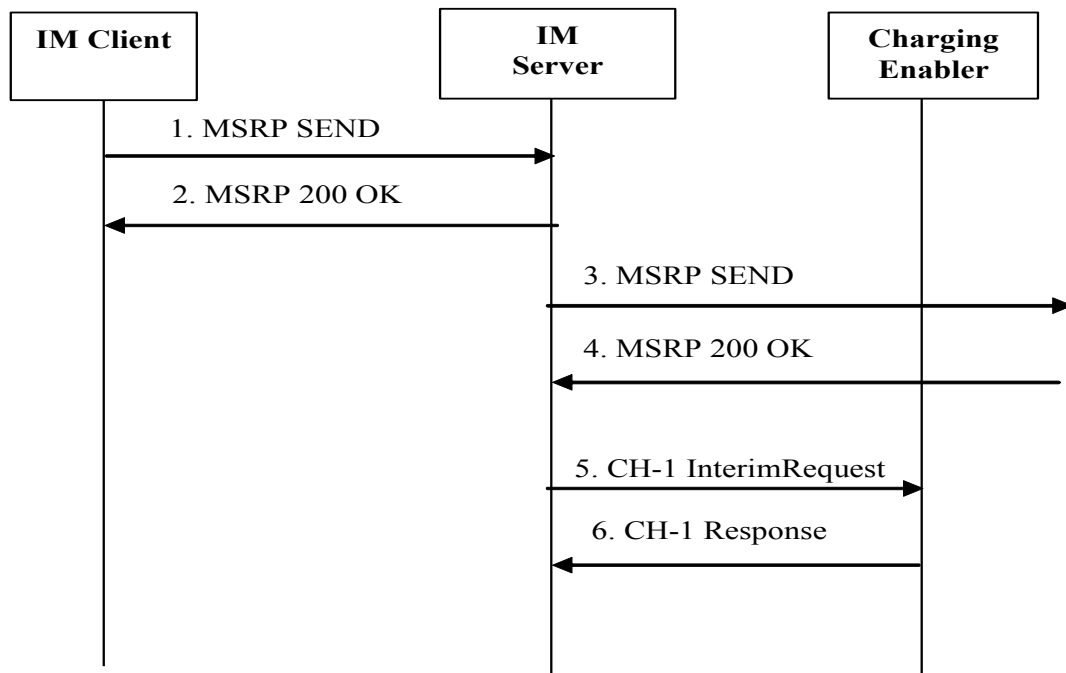 IM Client
IM
Server
Charging
Enabler
1. MSRP SEND
2. MSRP 200 OK
3. MSRP SEND
4. MSRP 200 OK
5. CH-1 InterimRequest
6. CH-1 Response